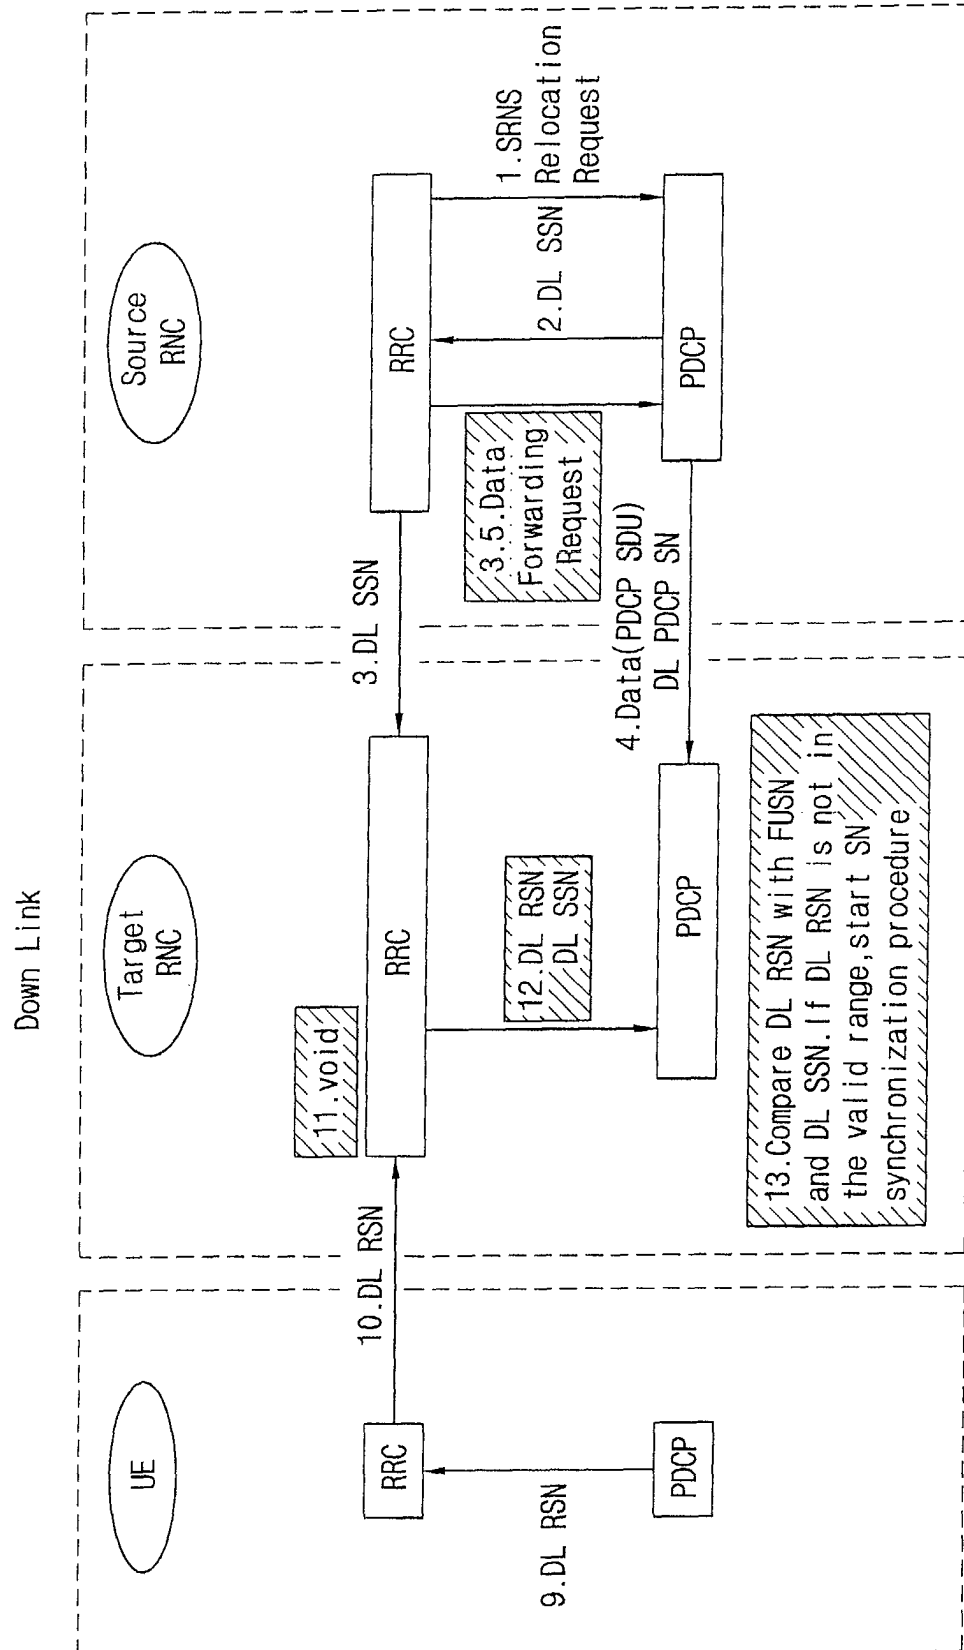 Down Link
UE
RRC
PDCP
9.DL RSN
10.DL RSN
Target
RNC
11.void
RRC
12.DL RSN
DL SSN
PDCP
13.Compare DL RSN with FUSN
and DL SSN.If DL RSN is not in
the valid range,start SN
synchronization procedure
Source
RNC
3.DL SSN
RRC
1.SRNS
Relocation
Request
2.DL SSN
3.5.Data
Forwarding
Request
PDCP
4.Data(PDCP SDU)
DL PDCP SN